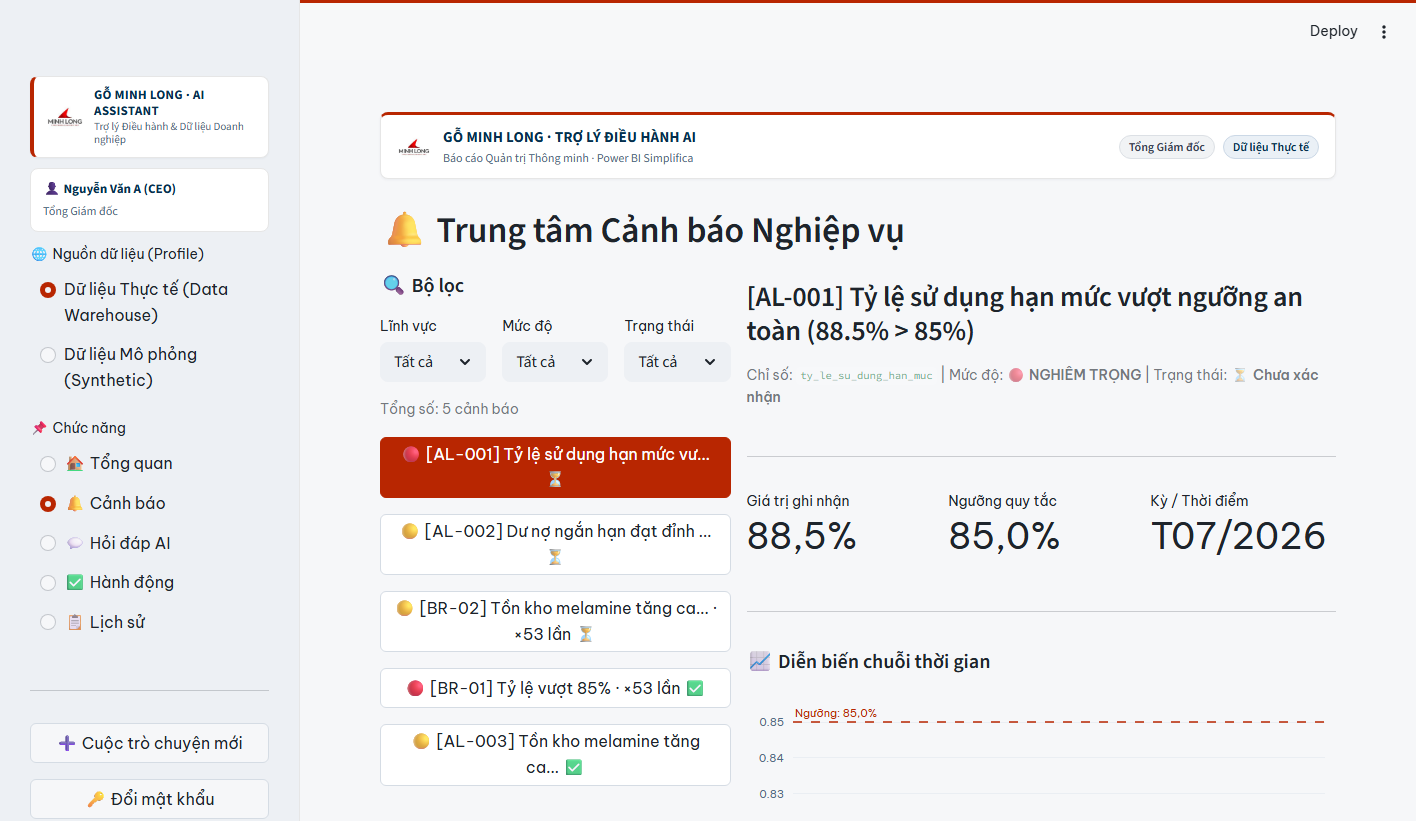 Deploy
MINH LONG
GỖ MINH LONG · AI
ASSISTANT
Trợ lý Điều hành & Dữ liệu Doanh
nghiệp
👤 Nguyễn Văn A (CEO)
Tổng Giám đốc
🌐 Nguồn dữ liệu (Profile)
Dữ liệu Thực tế (Data
Warehouse)
Dữ liệu Mô phỏng
(Synthetic)
📌 Chức năng
🏠 Tổng quan
🔔 Cảnh báo
💬 Hỏi đáp AI
✅ Hành động
📋 Lịch sử
➕ Cuộc trò chuyện mới
🔑 Đổi mật khẩu
MINH LONG
GỖ MINH LONG · TRỢ LÝ ĐIỀU HÀNH AI
Báo cáo Quản trị Thông minh · Power BI Simplifica
Tổng Giám đốc
Dữ liệu Thực tế
🔔 Trung tâm Cảnh báo Nghiệp vụ
🔍 Bộ lọc
Lĩnh vực
Mức độ
Trạng thái
Tất cả
Tất cả
Tất cả
Tổng số: 5 cảnh báo
🔴 [AL-001] Tỷ lệ sử dụng hạn mức vư...
⏳
🟡 [AL-002] Dư nợ ngắn hạn đạt đỉnh ...
⏳
🟡 [BR-02] Tồn kho melamine tăng ca... ·
×53 lần ⏳
🔴 [BR-01] Tỷ lệ vượt 85% · ×53 lần ✅
🟡 [AL-003] Tồn kho melamine tăng
ca... ✅
[AL-001] Tỷ lệ sử dụng hạn mức vượt ngưỡng an
toàn (88.5% > 85%)
Chỉ số: ty_le_su_dung_han_muc | Mức độ: 🔴 NGHIÊM TRỌNG | Trạng thái: ⏳ Chưa xác
nhận
Giá trị ghi nhận
88,5%
Ngưỡng quy tắc
85,0%
Kỳ / Thời điểm
T07/2026
📈 Diễn biến chuỗi thời gian
Ngưỡng: 85,0%
0.85
0.84
0.83